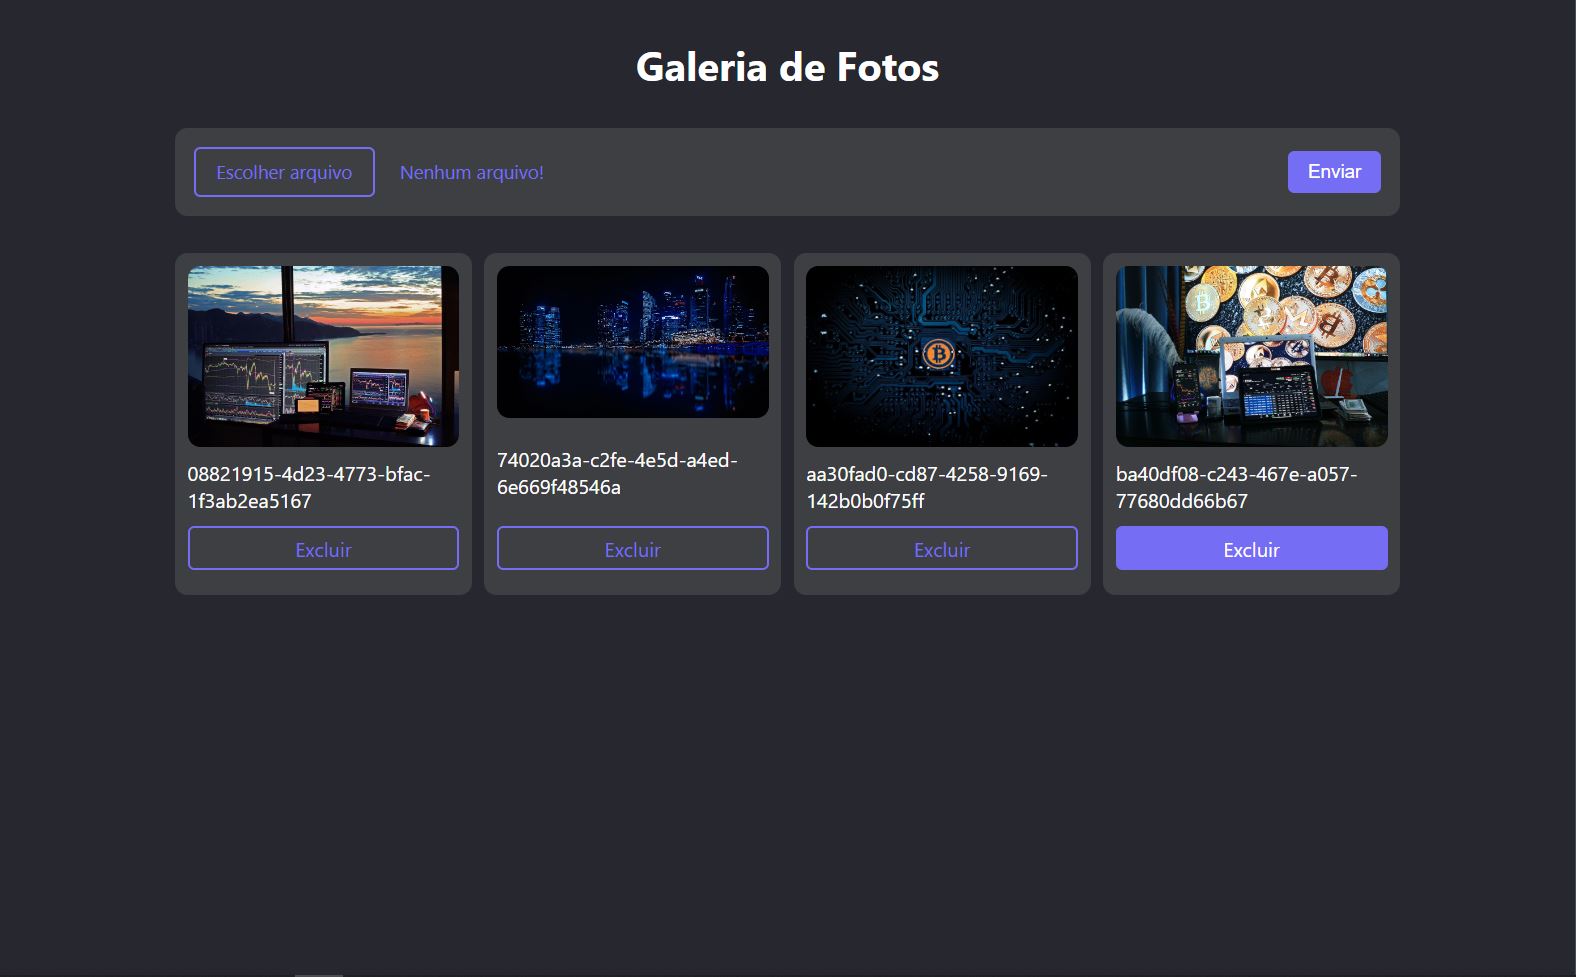 Galeria de Fotos
Escolher arquivo
Nenhum arquivo!
Enviar
08821915-4d23-4773-bfac-
1f3ab2ea5167
74020a3a-c2fe-4e5d-a4ed-
6e669f48546a
aa30fad0-cd87-4258-9169-
142b0b0f75ff
ba40df08-c243-467e-a057-
77680dd66b67
Excluir
Excluir
Excluir
Excluir